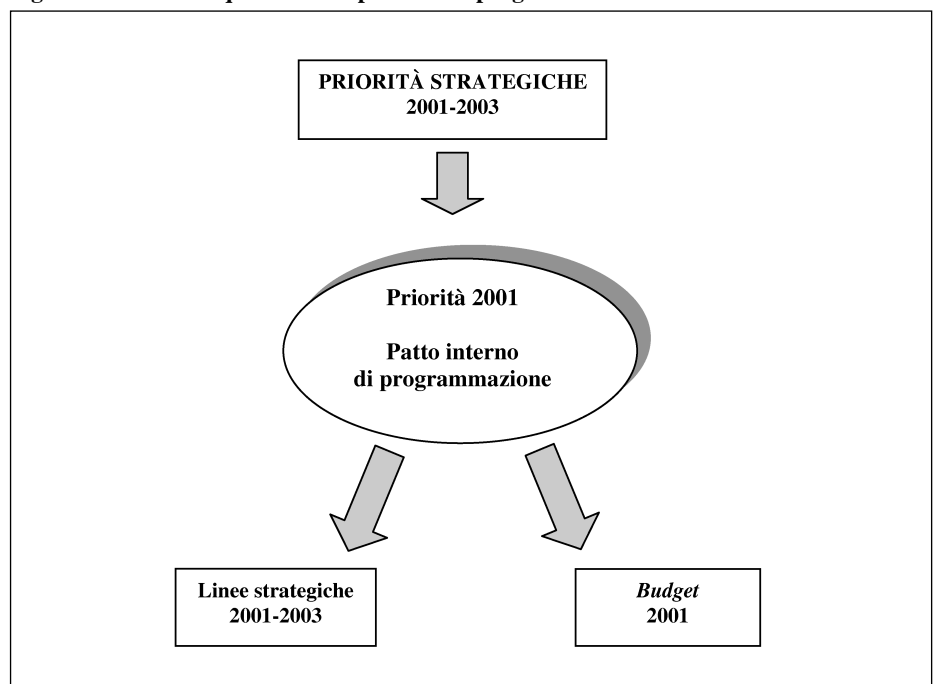 PRIORITÀ STRATEGICHE
2001-2003
Priorità 2001
Patto interno
di programmazione
Linee strategiche
2001-2003
Budget
2001